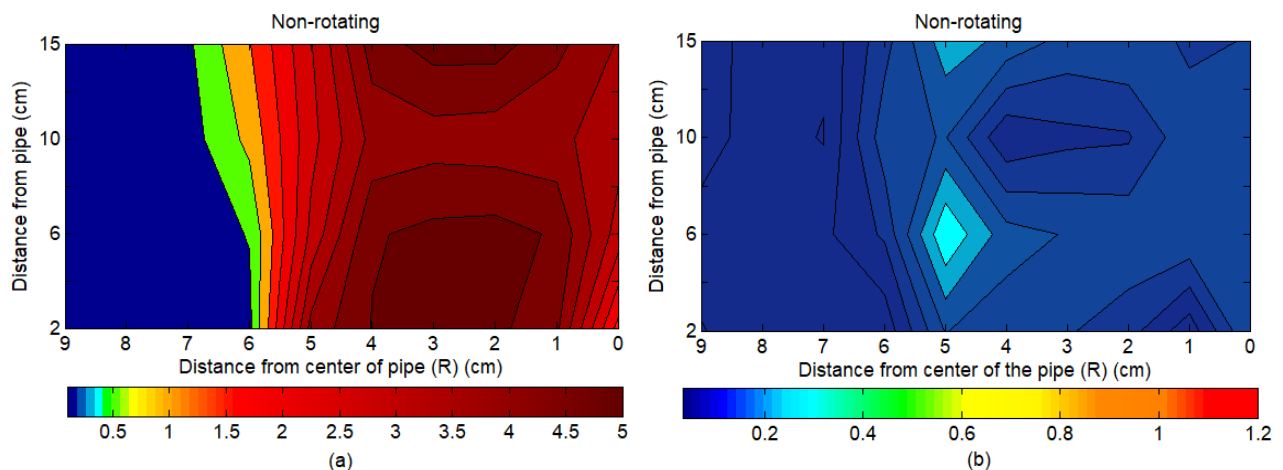 Non-rotating
15
10
6
2
Distance from pipe (cm)
9 8 7 6 5 4 3 2 1 0
Distance from center of pipe (R) (cm)
0.5 1 1.5 2 2.5 3 3.5 4 4.5 5
(a)
Non-rotating
15
10
6
2
Distance from pipe (cm)
9 8 7 6 5 4 3 2 1 0
Distance from center of the pipe (R) (cm)
0.2 0.4 0.6 0.8 1 1.2
(b)